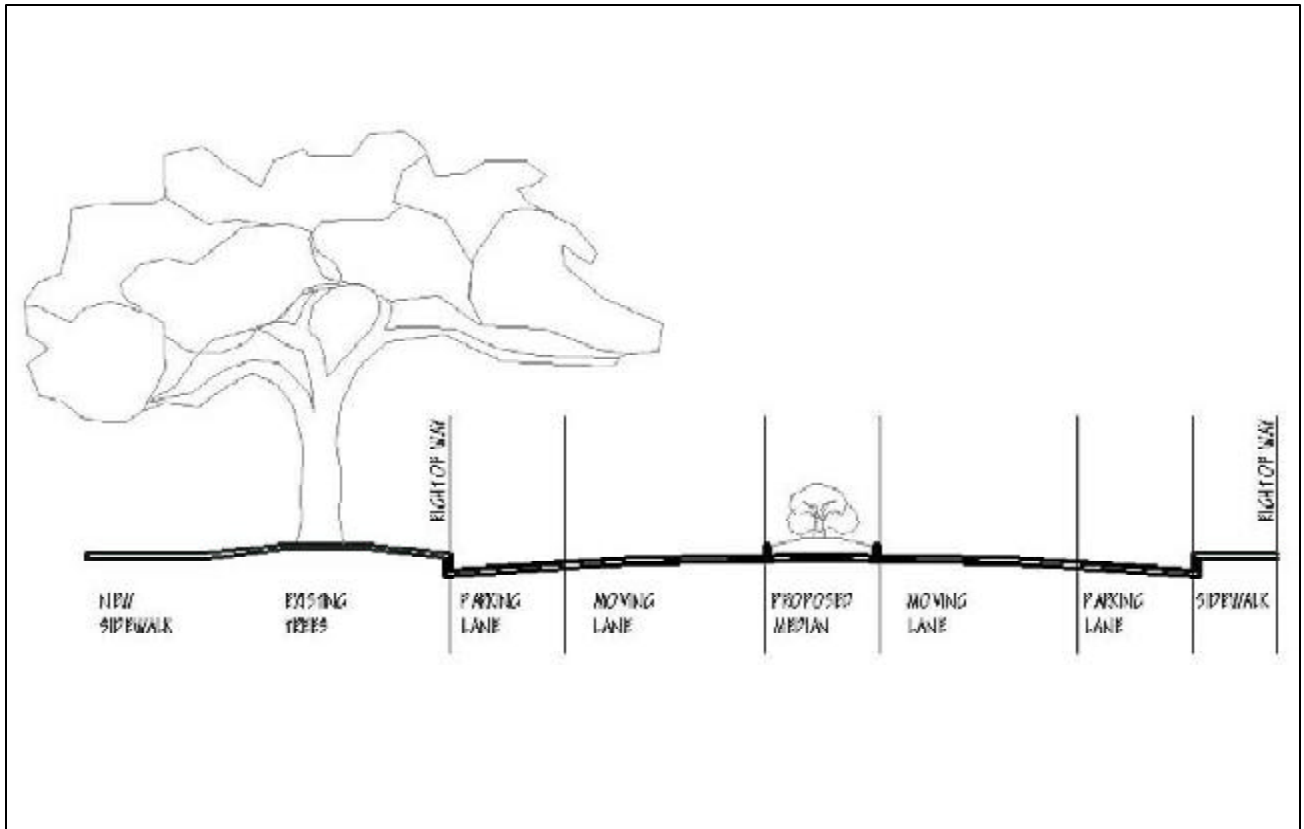 RIGHT OF WAY
RIGHT OF WAY
NEW
SIDEWALK
EXISTING
TREES
PARKING
LANE
MOVING
LANE
PROPOSED
MEDIAN
MOVING
LANE
PARKING
LANE
SIDEWALK